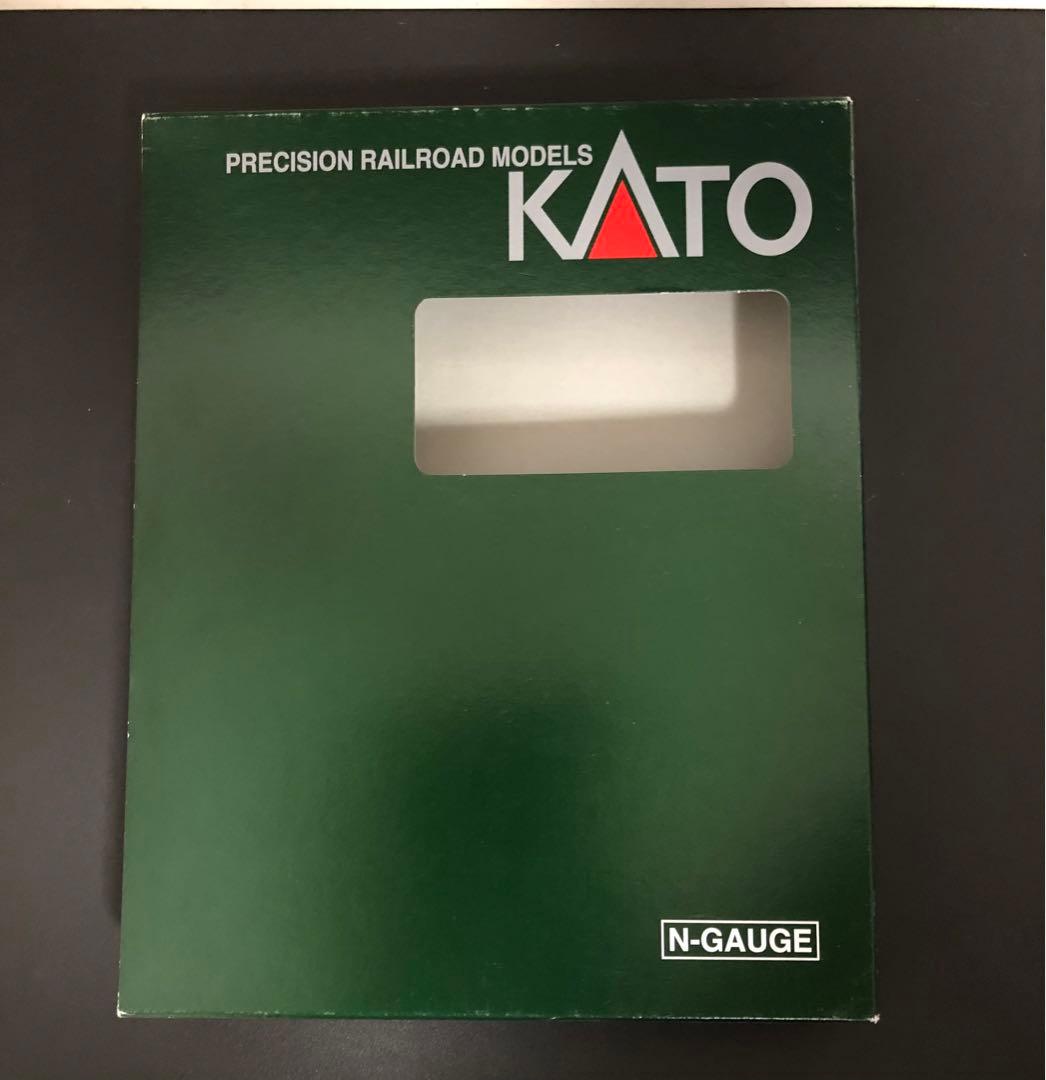 PRECISION RAILROAD MODELS
KATO
N-GAUGE